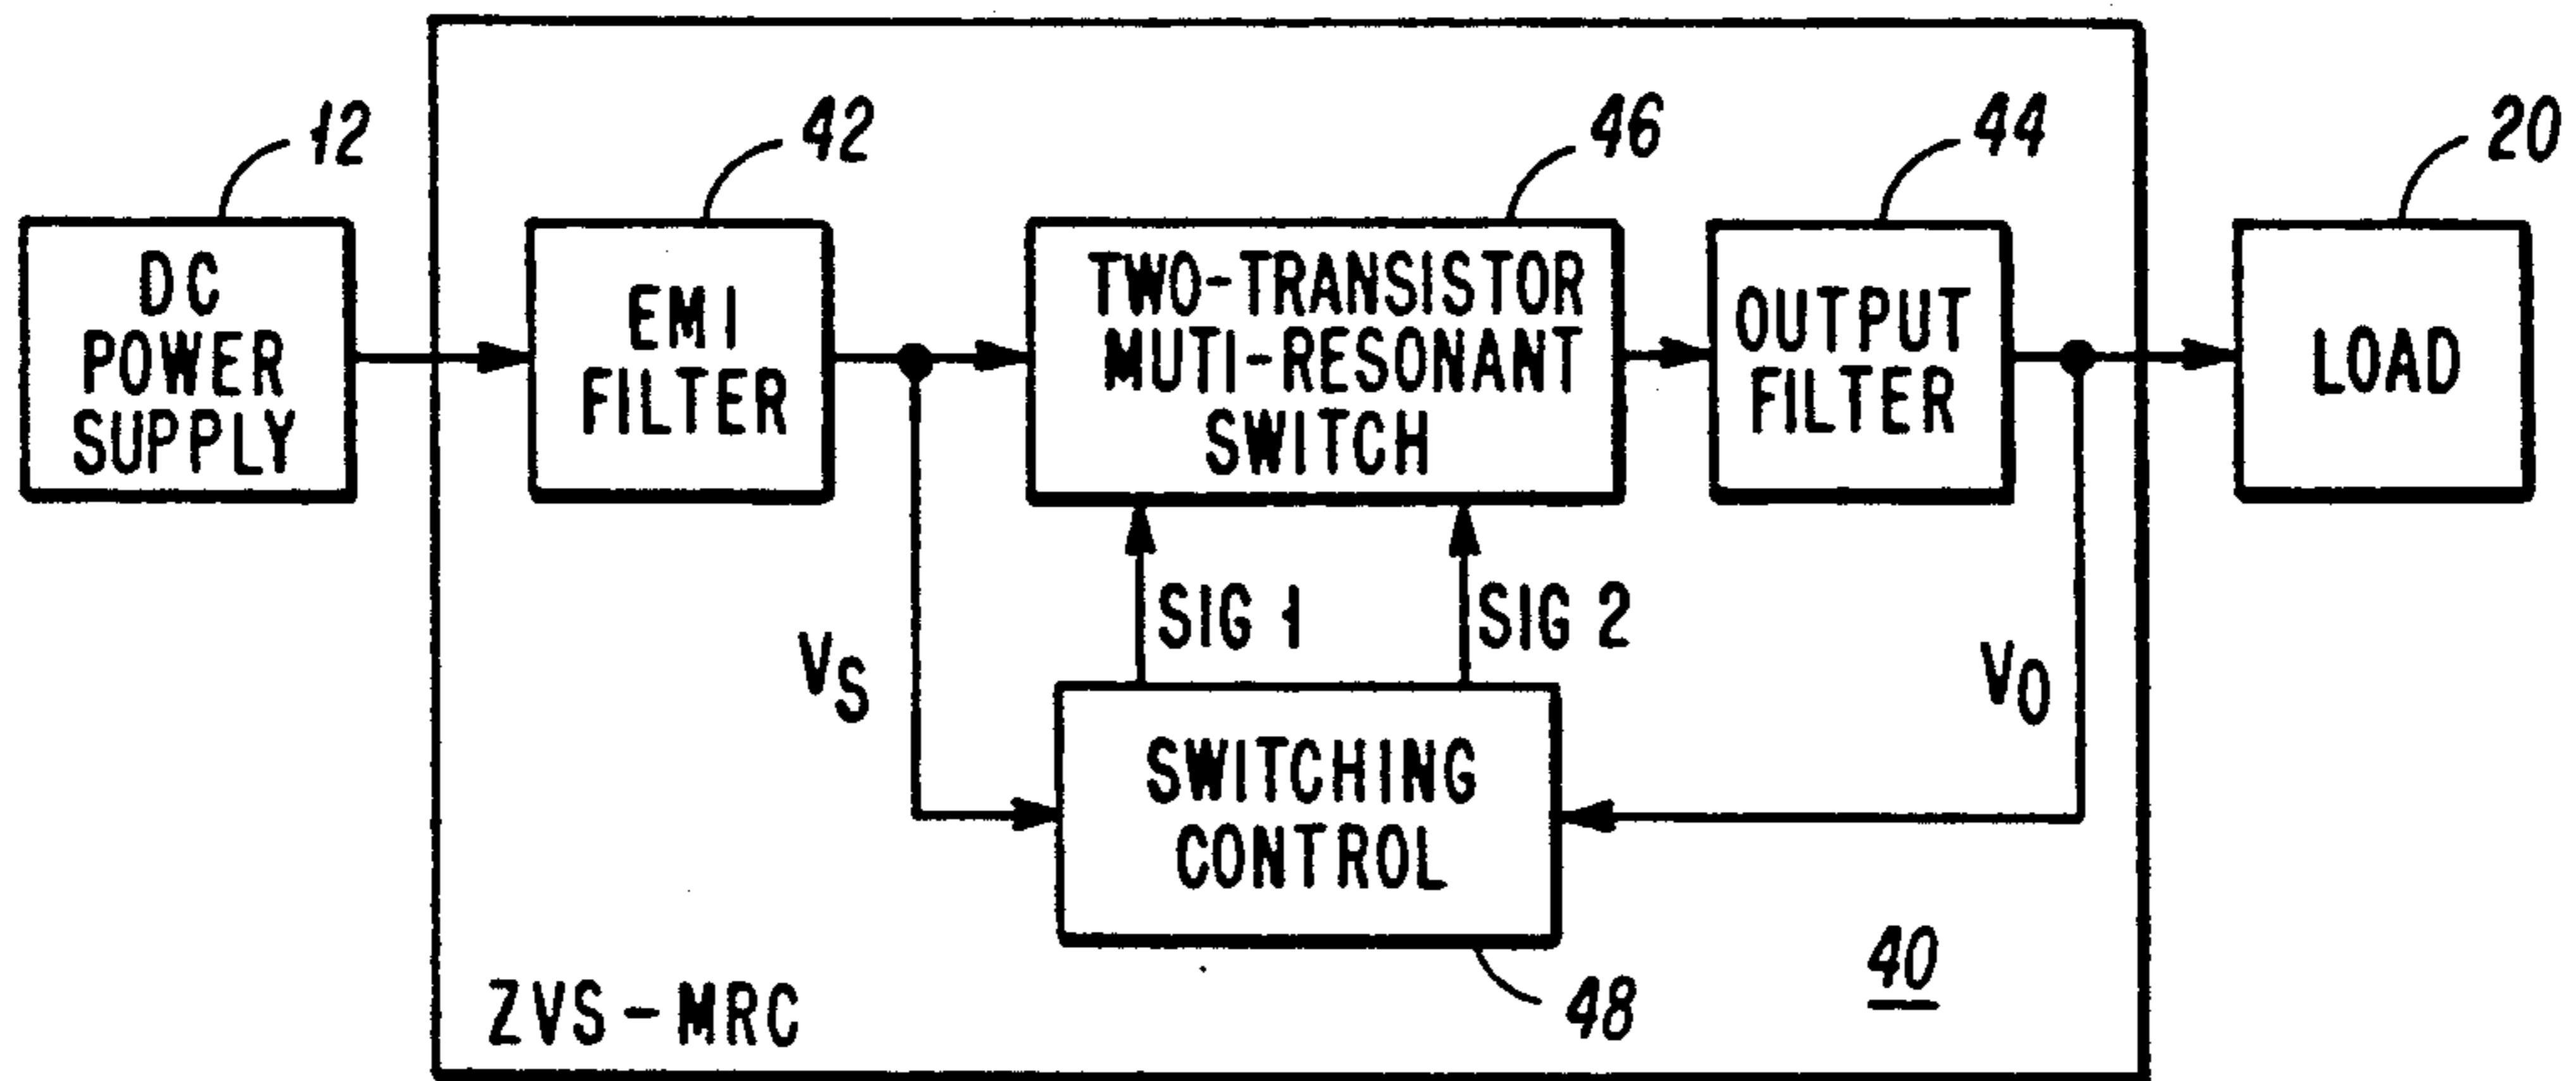 12
42
46
44
20
DC
POWER
SUPPLY
EMI
FILTER
TWO-TRANSISTOR
MUTI-RESONANT
SWITCH
OUTPUT
FILTER
LOAD
SIG 1
SIG 2
VS
VO
SWITCHING
CONTROL
40
48
ZVS-MRC